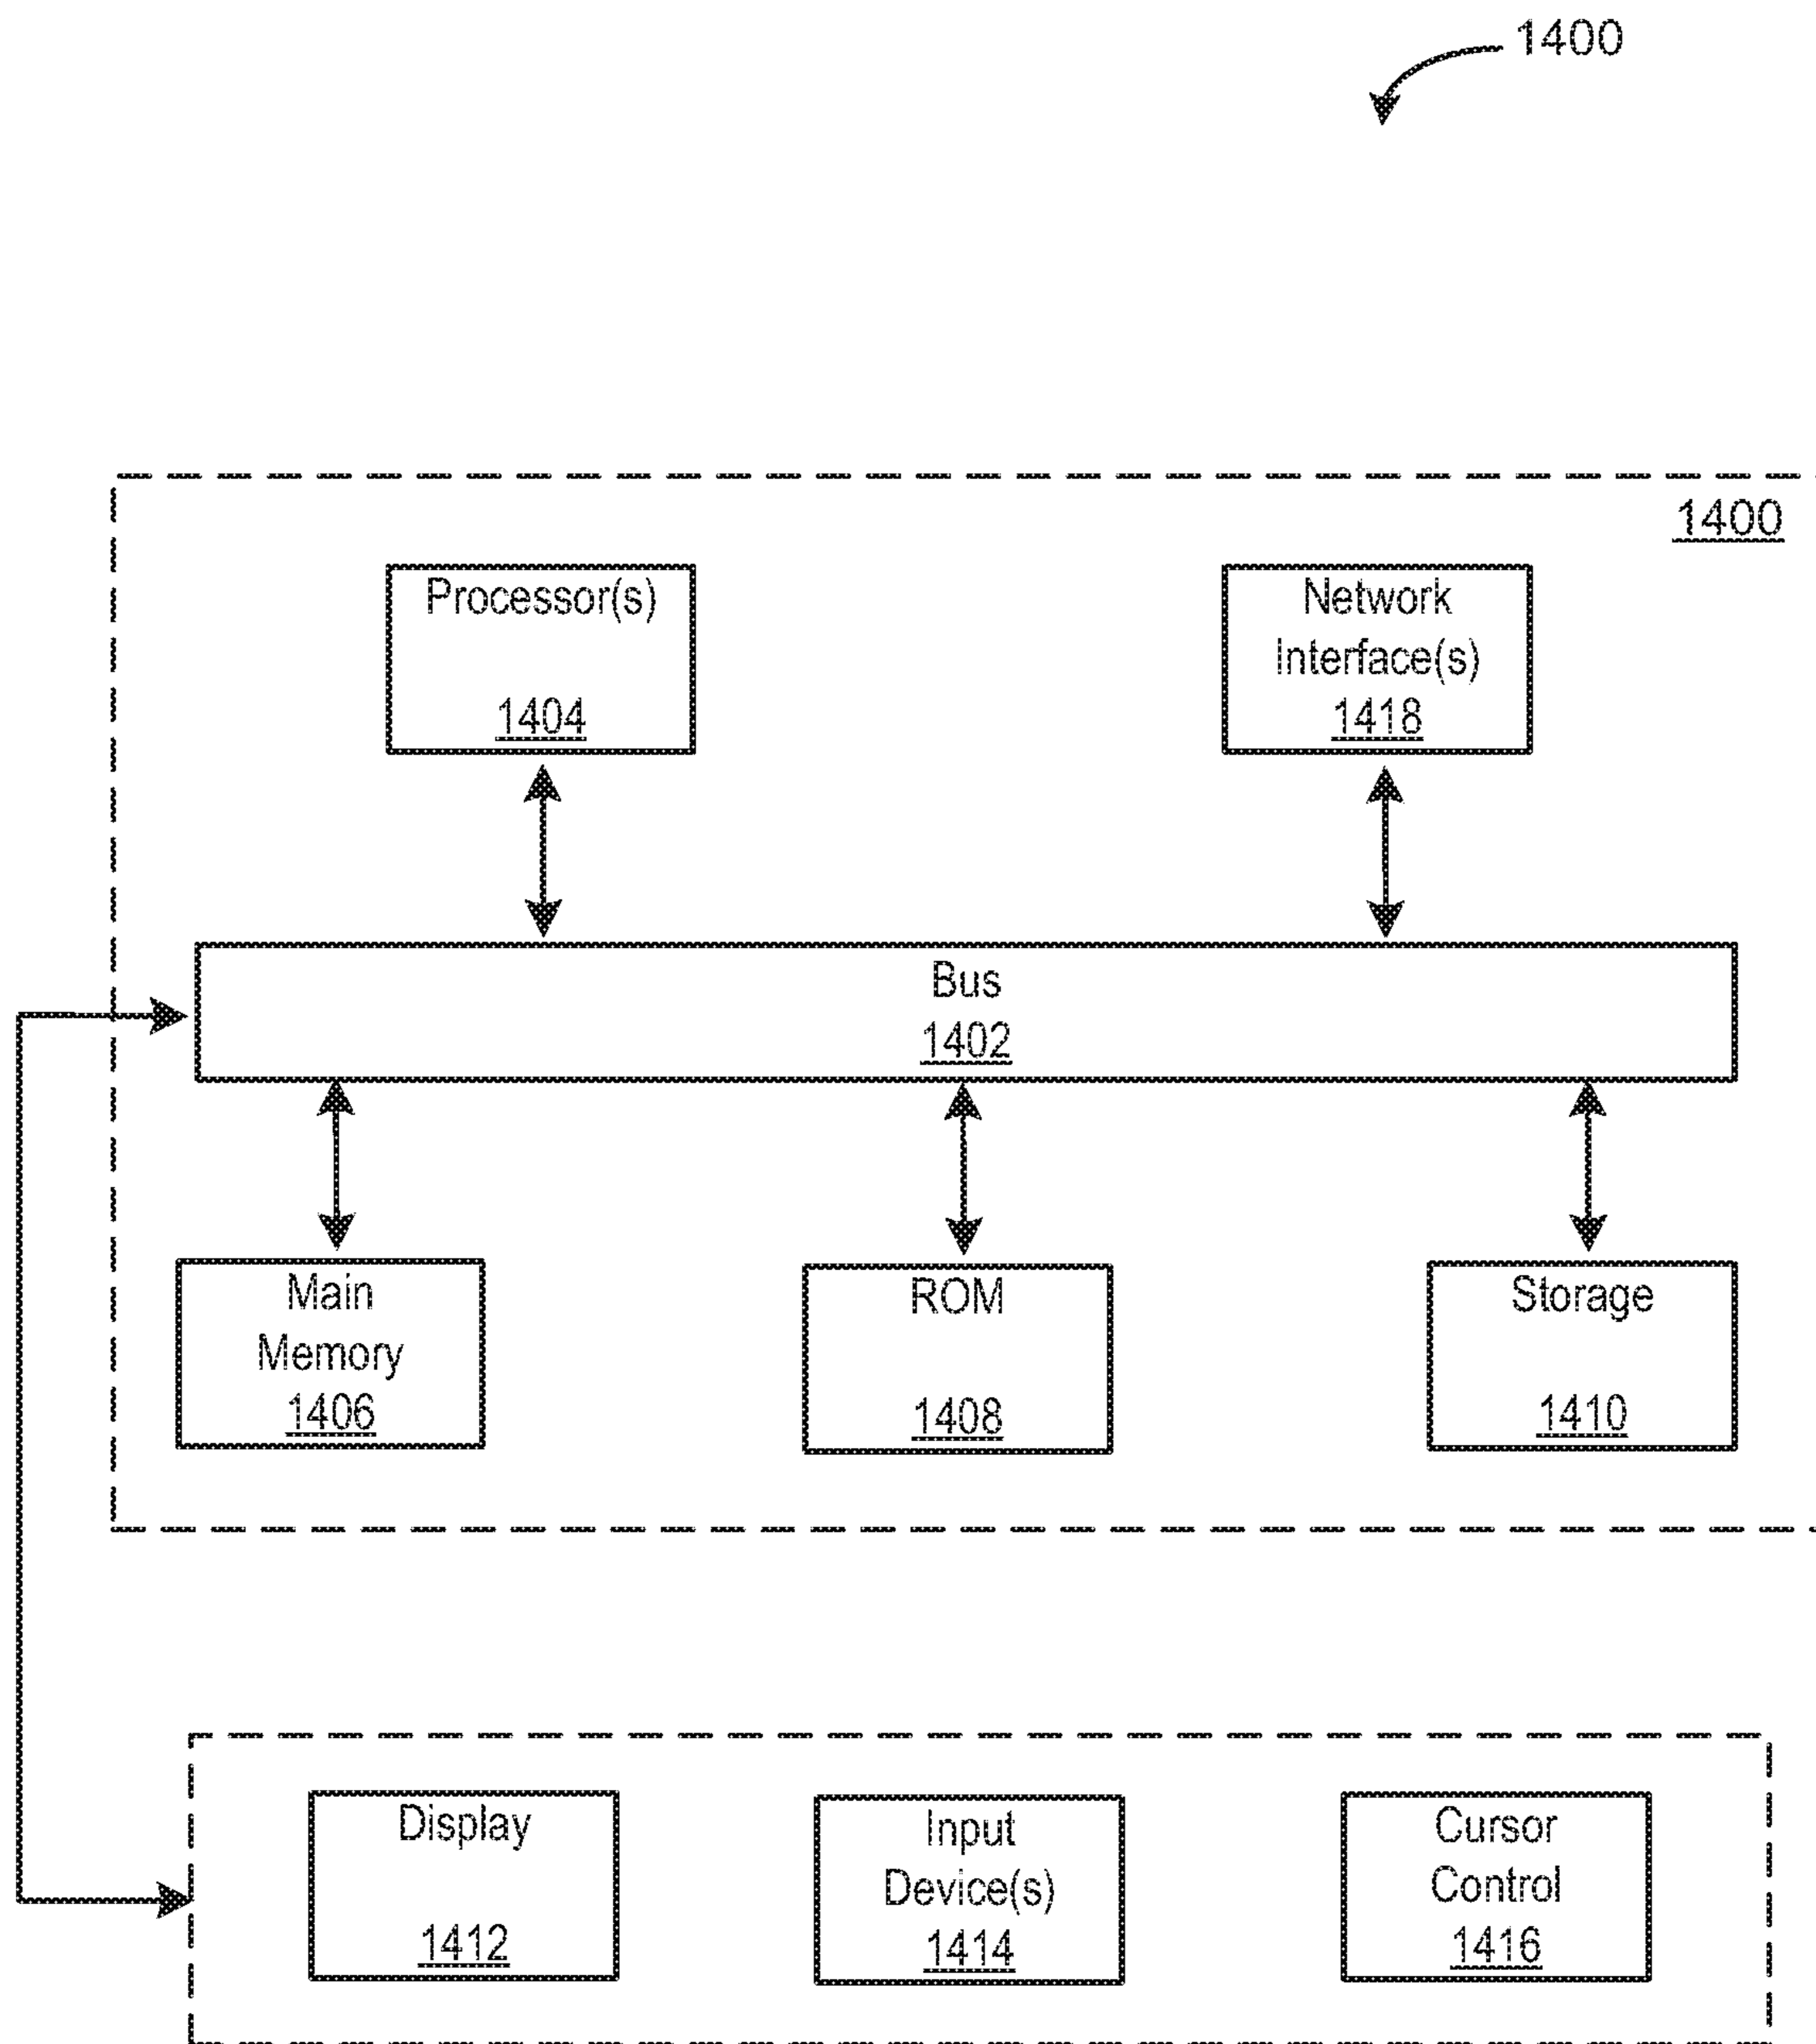 1400
1400
Processor(s)
1404
Network
Interface(s)
1418
Bus
1402
Main
Memory
1406
ROM
1408
Storage
1410
Display
1412
Input
Device(s)
1414
Cursor
Control
1416